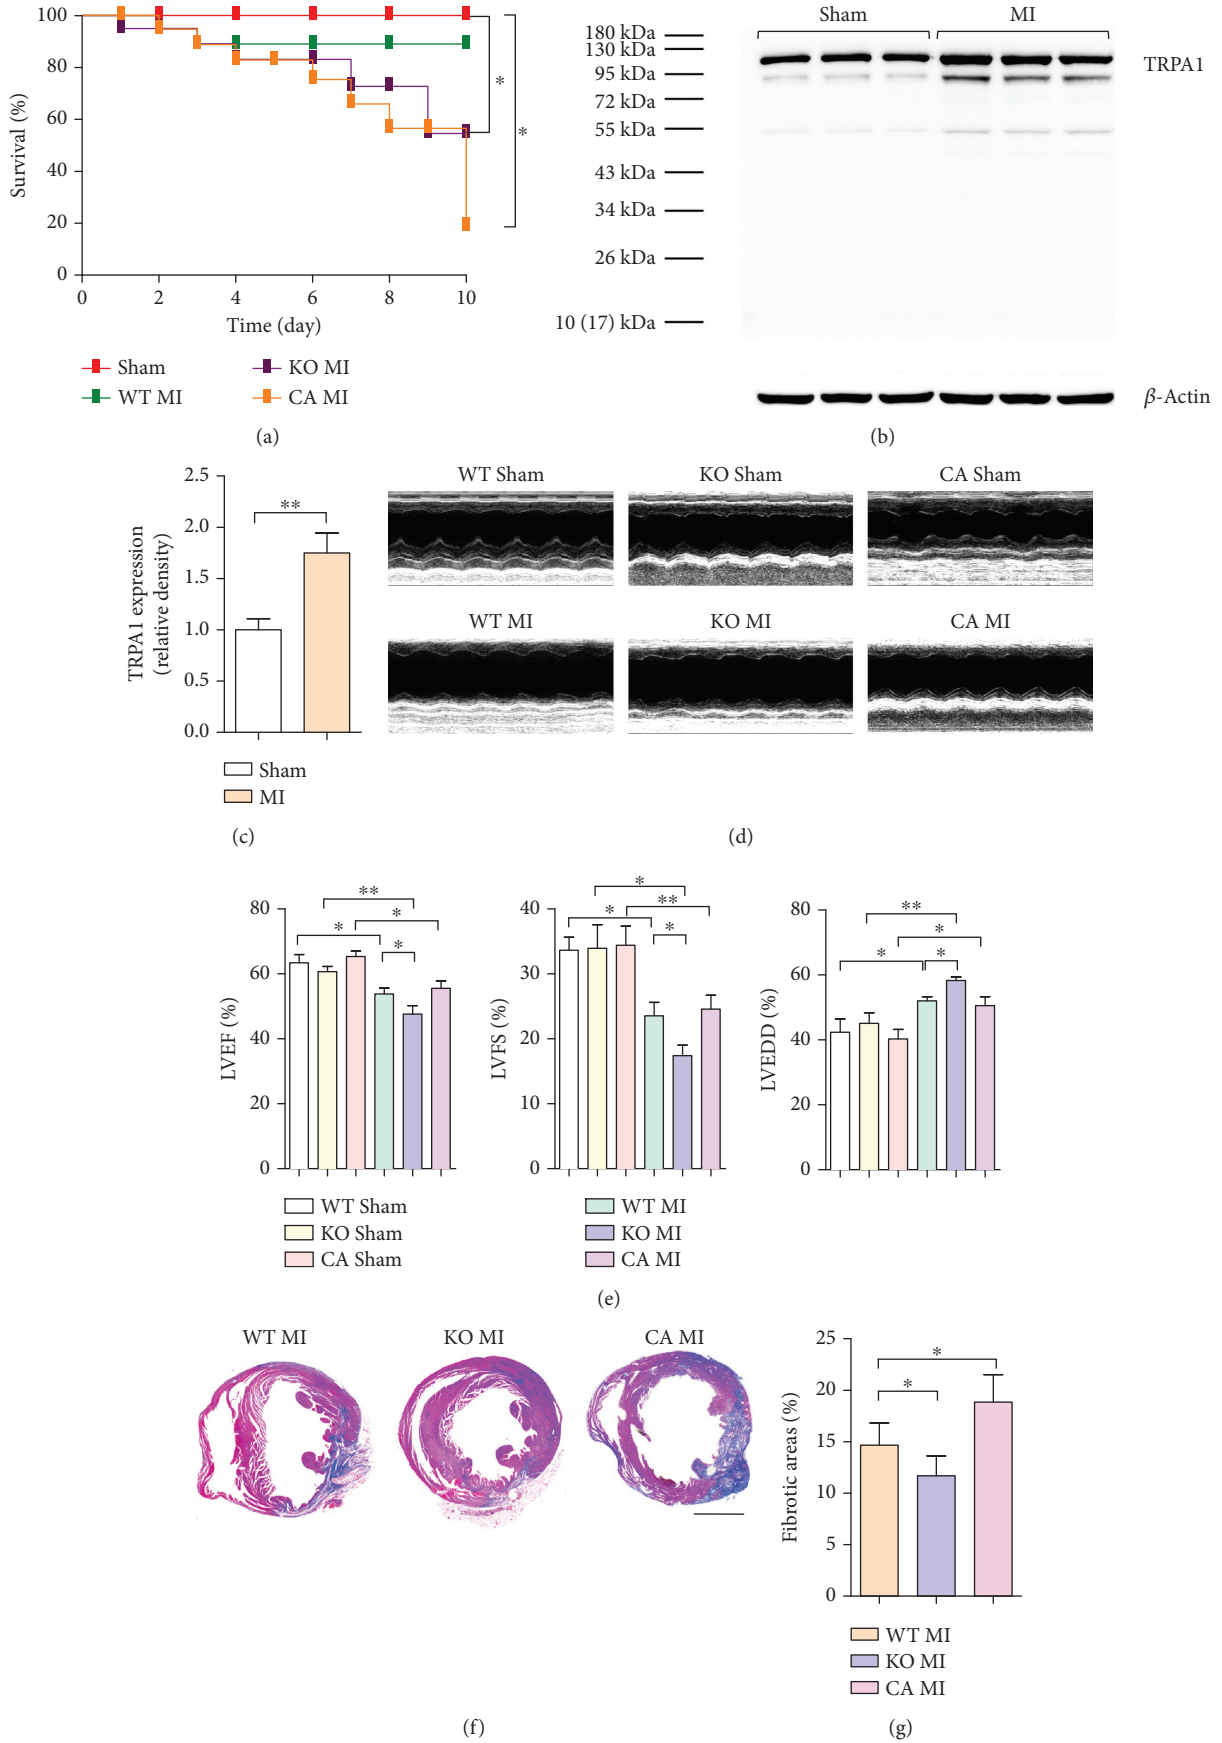 100
80
60
40
20
0
Survival (%)
0 2 4 6 8 10
Time (day)
*
*
Sham
WT MI
KO MI
CA MI
(a)
Sham MI
180 kDa
130 kDa
95 kDa
72 kDa
55 kDa
43 kDa
34 kDa
26 kDa
10 (17) kDa
TRPA1
β-Actin
(b)
2.5
2.0
1.5
1.0
0.5
0.0
TRPA1 expression
(relative density)
**
Sham
MI
(c)
WT Sham KO Sham CA Sham
WT MI KO MI CA MI
(d)
80
60
40
20
0
LVEF (%)
**
*
*
*
40
30
20
10
0
LVFS (%)
*
**
*
*
80
60
40
20
0
LVEDD (%)
**
*
*
*
WT Sham
KO Sham
CA Sham
WT MI
KO MI
CA MI
(e)
WT MI KO MI CA MI
(f)
25
20
15
10
5
0
Fibrotic areas (%)
*
*
WT MI
KO MI
CA MI
(g)